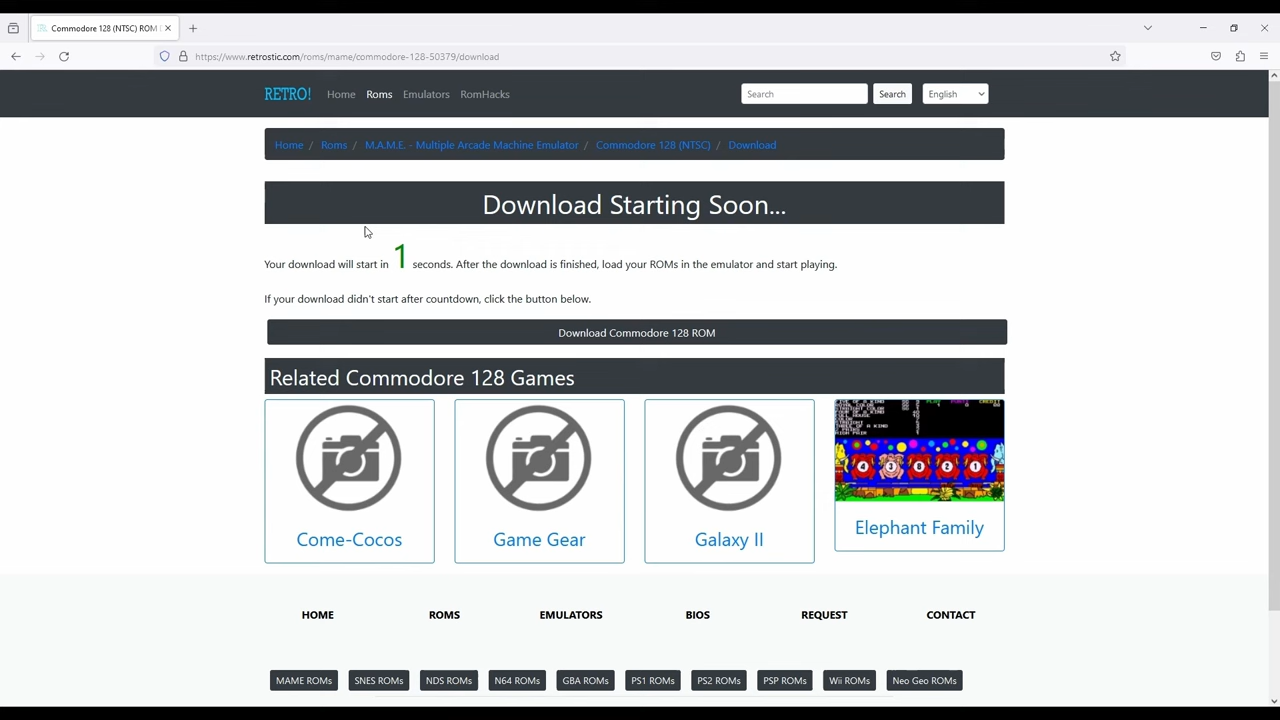 Commodore 128 (NTSC) ROM
https://www.retrostic.com/roms/mame/commodore-128-50379/download
RETRO!
Home
Roms
Emulators
RomHacks
Search
Search
English
Home / Roms / M.A.M.E. - Multiple Arcade Machine Emulator / Commodore 128 (NTSC) / Download
Download Starting Soon...
Your download will start in 1 seconds. After the download is finished, load your ROMs in the emulator and start playing.
If your download didn't start after countdown, click the button below.
Download Commodore 128 ROM
Related Commodore 128 Games
Come-Cocos
Game Gear
Galaxy II
Elephant Family
HOME
ROMS
EMULATORS
BIOS
REQUEST
CONTACT
MAME ROMs
SNES ROMs
NDS ROMs
N64 ROMs
GBA ROMs
PS1 ROMs
PS2 ROMs
PSP ROMs
Wii ROMs
Neo Geo ROMs